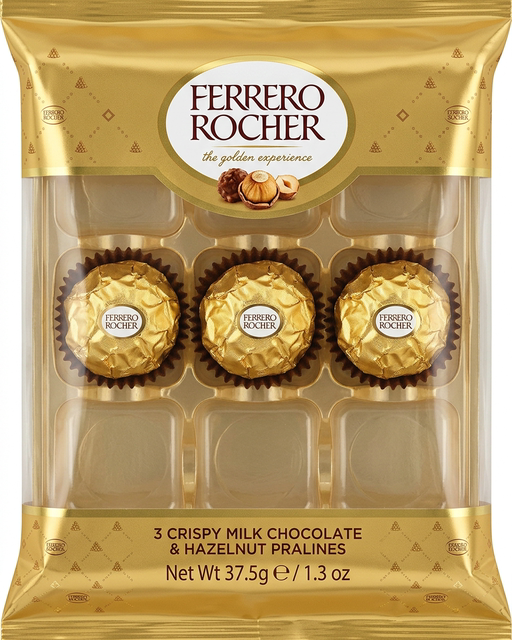 FERRERO
ROCHER
the golden experience
FERRERO
ROCHER
FERRERO
ROCHER
FERRERO
ROCHER
3 CRISPY MILK CHOCOLATE
& HAZELNUT PRALINES
Net Wt 37.5g ℮ / 1.3 oz